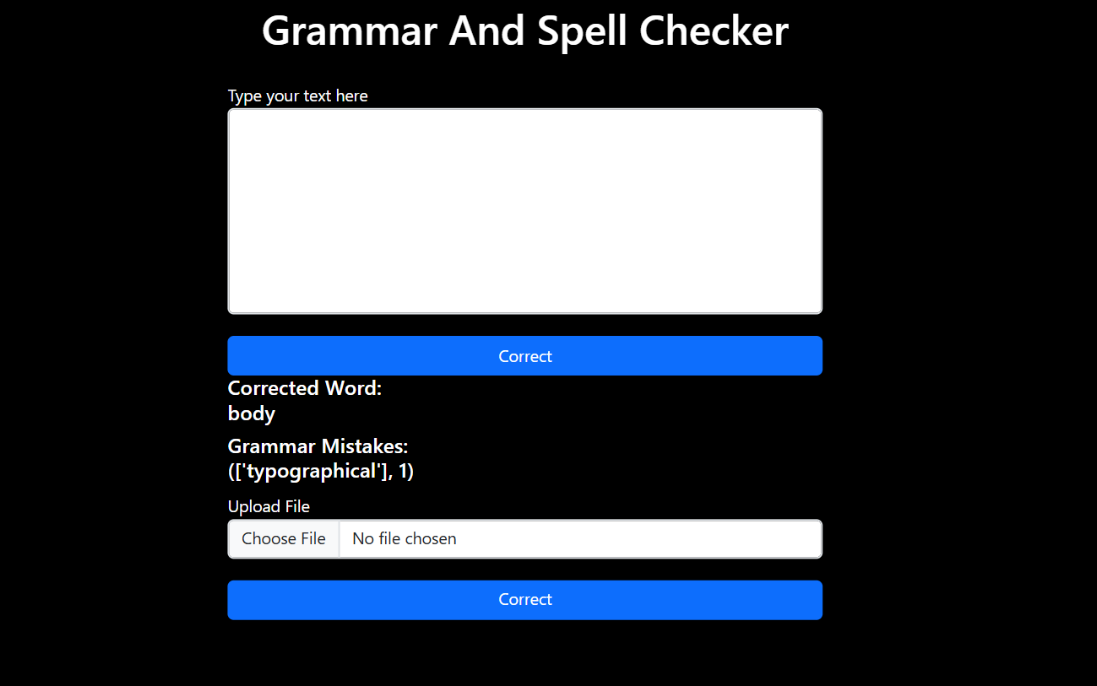 Grammar And Spell Checker
Type your text here
Correct
Corrected Word:
body
Grammar Mistakes:
(['typographical'], 1)
Upload File
Choose File No file chosen
Correct